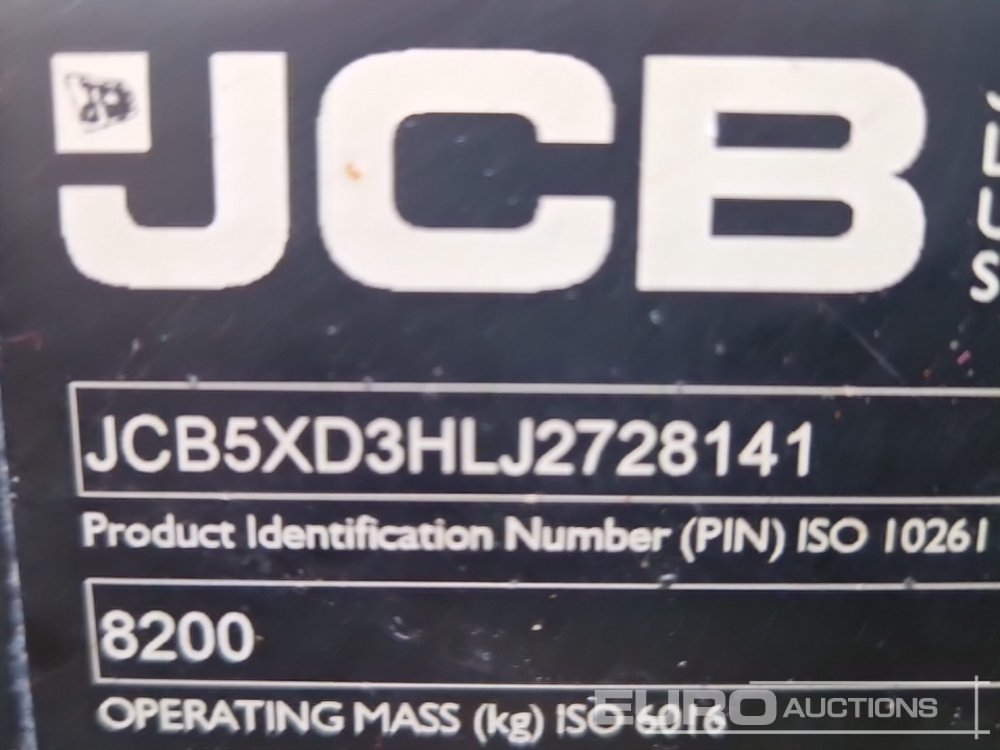 JCB
JCB5XD3HLJ2728141
Product Identification Number (PIN) ISO 10261
8200
OPERATING MASS (kg) ISO 6016
EURO AUCTIONS